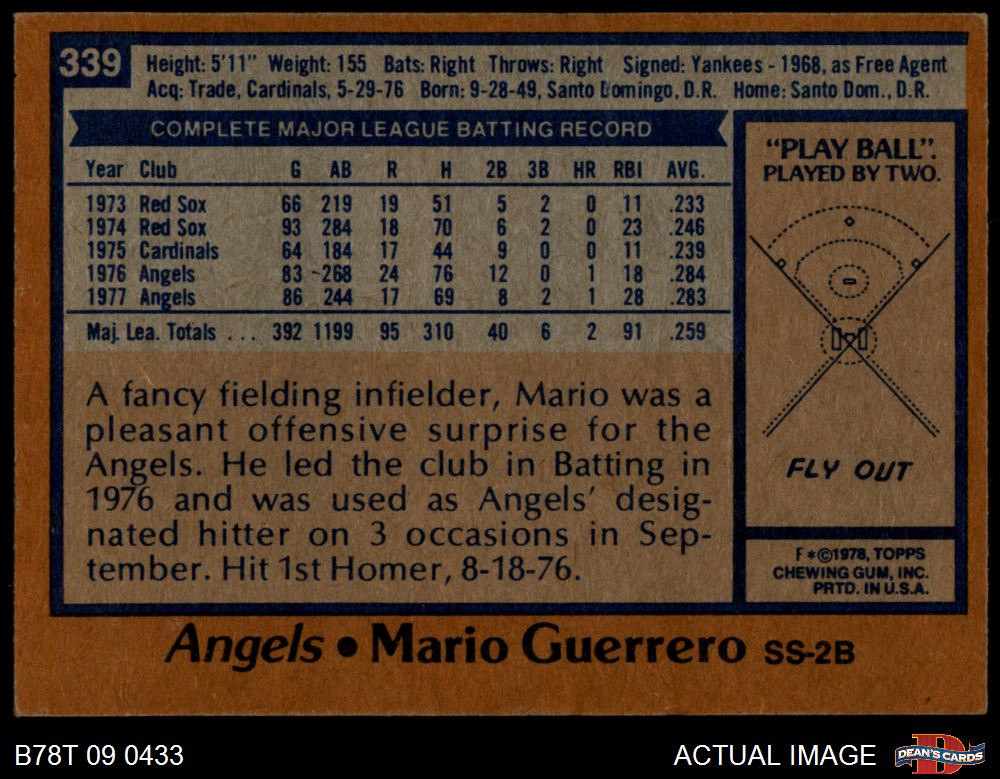 339
Height: 5'11" Weight: 155 Bats: Right Throws: Right Signed: Yankees - 1968, as Free Agent
Acq: Trade, Cardinals, 5-29-76 Born: 9-28-49, Santo Domingo, D.R. Home: Santo Dom., D.R.
COMPLETE MAJOR LEAGUE BATTING RECORD
Year Club G AB R H 2B 3B HR RBI AVG.
1973 Red Sox 66 219 19 51 5 2 0 11 .233
1974 Red Sox 93 284 18 70 6 2 0 23 .246
1975 Cardinals 64 184 17 44 9 0 0 11 .239
1976 Angels 83 268 24 76 12 0 1 18 .284
1977 Angels 86 244 17 69 8 2 1 28 .283
Maj. Lea. Totals . . . 392 1199 95 310 40 6 2 91 .259
A fancy fielding infielder, Mario was a
pleasant offensive surprise for the
Angels. He led the club in Batting in
1976 and was used as Angels' desig-
nated hitter on 3 occasions in Sep-
tember. Hit 1st Homer, 8-18-76.
"PLAY BALL".
PLAYED BY TWO.
FLY OUT
F*©1978, TOPPS
CHEWING GUM, INC.
PRTD. IN U.S.A.
Angels • Mario Guerrero SS-2B
B78T 09 0433
ACTUAL IMAGE
D
DEAN'S CARDS